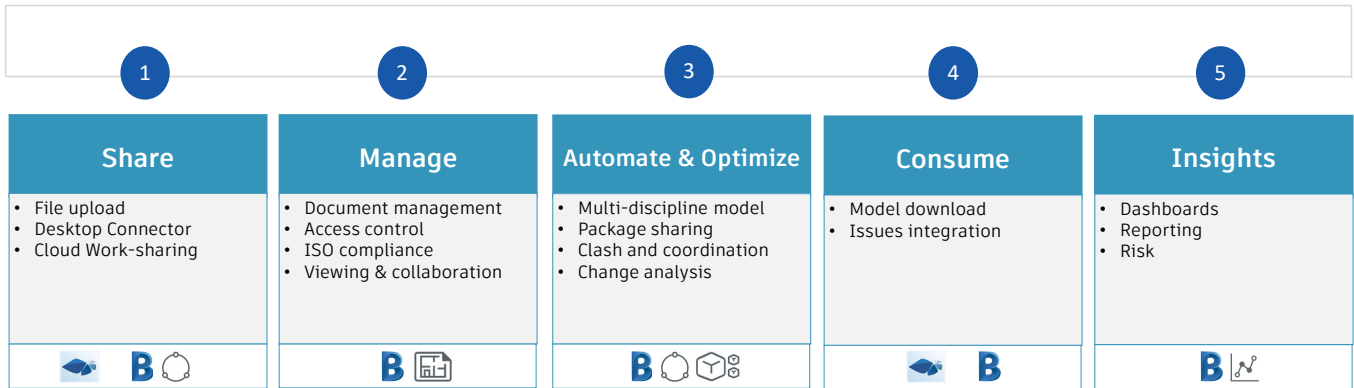 1
2
3
4
5
Share
Manage
Automate & Optimize
Consume
Insights
• File upload
• Desktop Connector
• Cloud Work-sharing
• Document management
• Access control
• ISO compliance
• Viewing & collaboration
• Multi-discipline model
• Package sharing
• Clash and coordination
• Change analysis
• Model download
• Issues integration
• Dashboards
• Reporting
• Risk
B
B
B
B
B